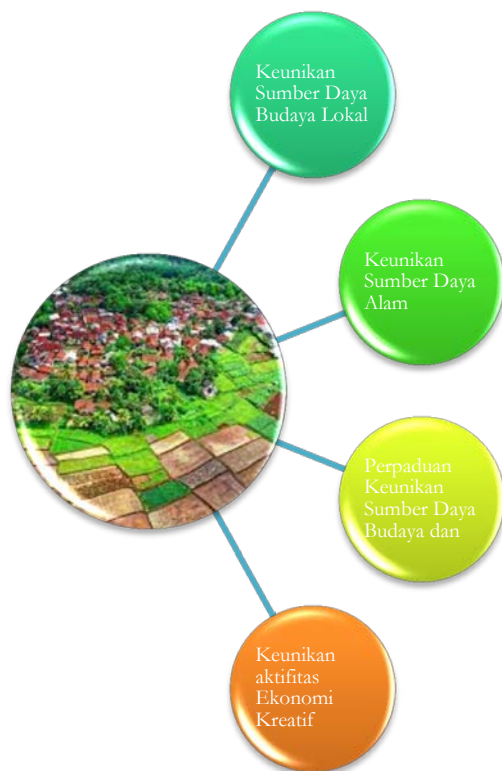 Keunikan
Sumber Daya
Budaya Lokal
Keunikan
Sumber Daya
Alam
Perpaduan
Keunikan
Sumber Daya
Budaya dan
Keunikan
aktifitas
Ekonomi
Kreatif